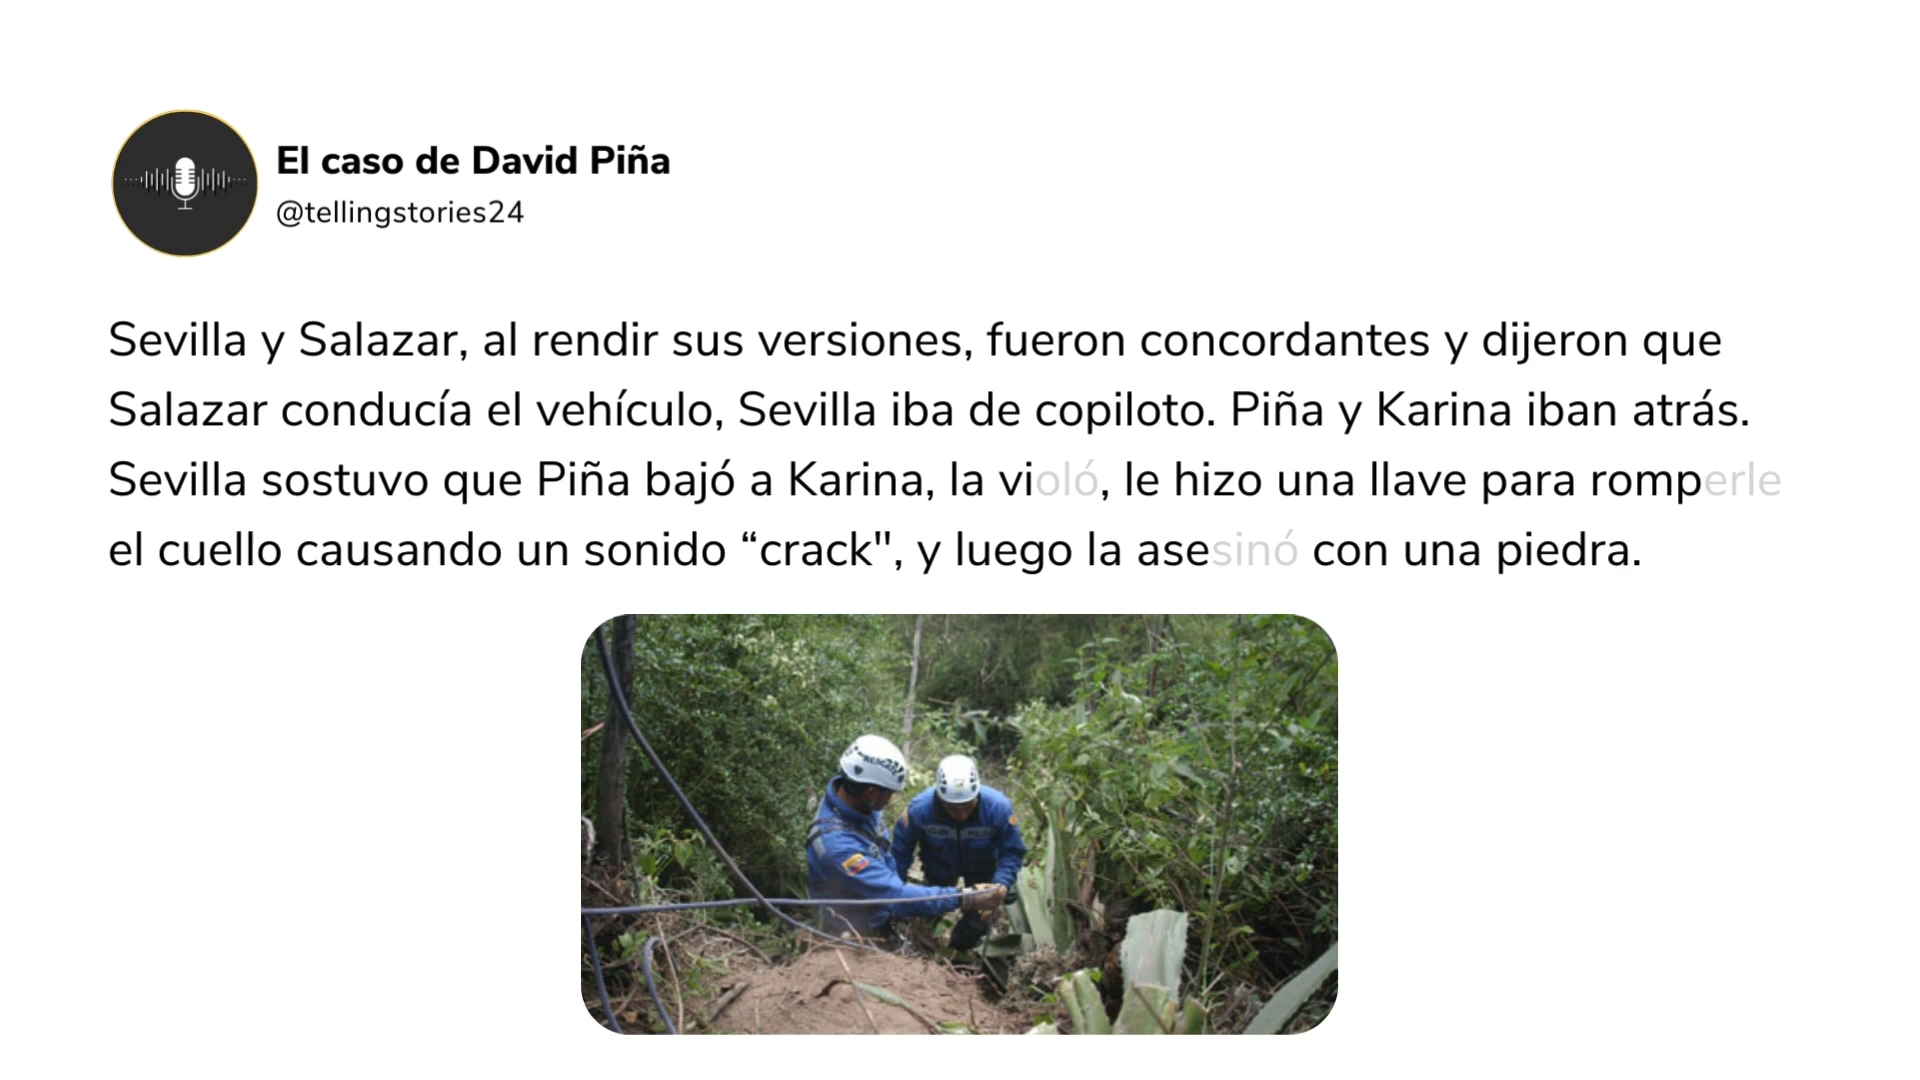 El caso de David Piña
@tellingstories24
Sevilla y Salazar, al rendir sus versiones, fueron concordantes y dijeron que
Salazar conducía el vehículo, Sevilla iba de copiloto. Piña y Karina iban atrás.
Sevilla sostuvo que Piña bajó a Karina, la violó, le hizo una llave para romperle
el cuello causando un sonido “crack", y luego la asesinó con una piedra.